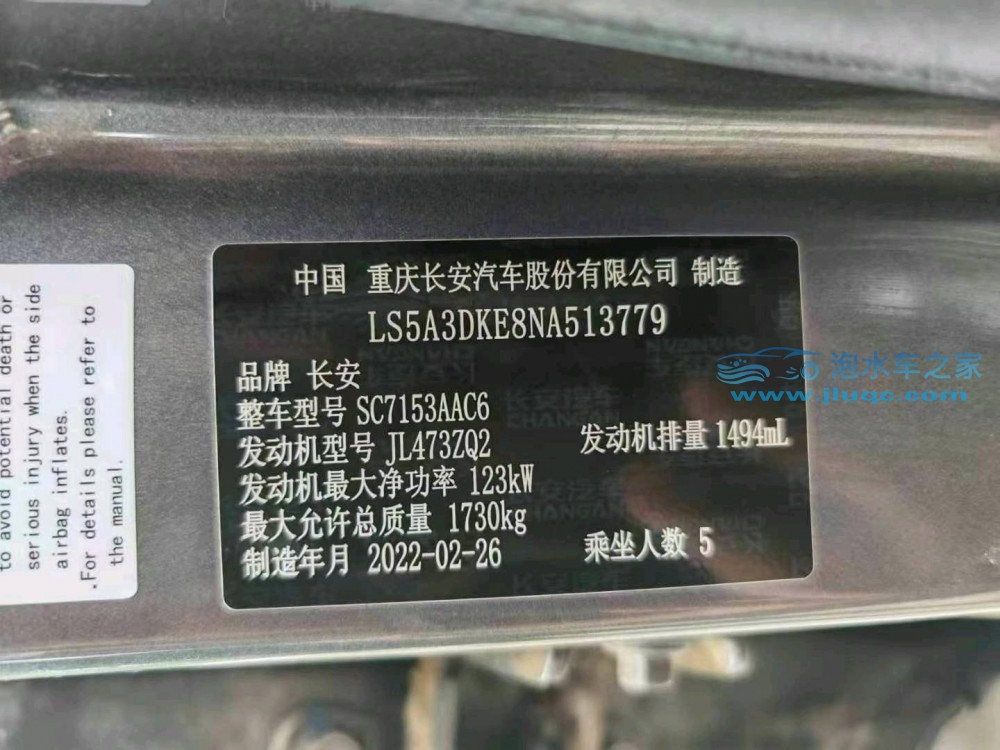 中国 重庆长安汽车股份有限公司 制造
LS5A3DKE8NA513779
品牌 长安
整车型号 SC7153AAC6
发动机型号 JL473ZQ2 发动机排量 1494mL
发动机最大净功率 123kW
最大允许总质量 1730kg
制造年月 2022-02-26 乘坐人数 5
to avoid potential death or
serious injury when the side
airbag inflates.
.For details please refer to
the manual.
泡水车之家
www.jluqc.com